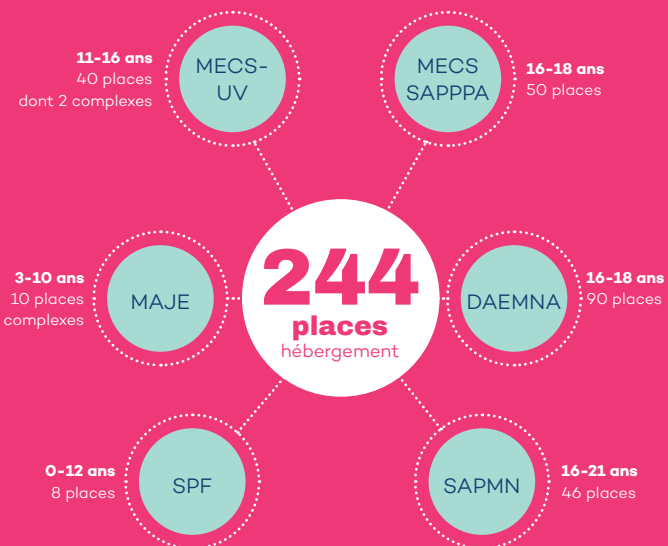 11-16 ans
40 places
dont 2 complexes
MECS-
UV
MECS
SAPPPA
16-18 ans
50 places
3-10 ans
10 places
complexes
MAJE
244
places
hébergement
DAEMNA
16-18 ans
90 places
0-12 ans
8 places
SPF
SAPMN
16-21 ans
46 places